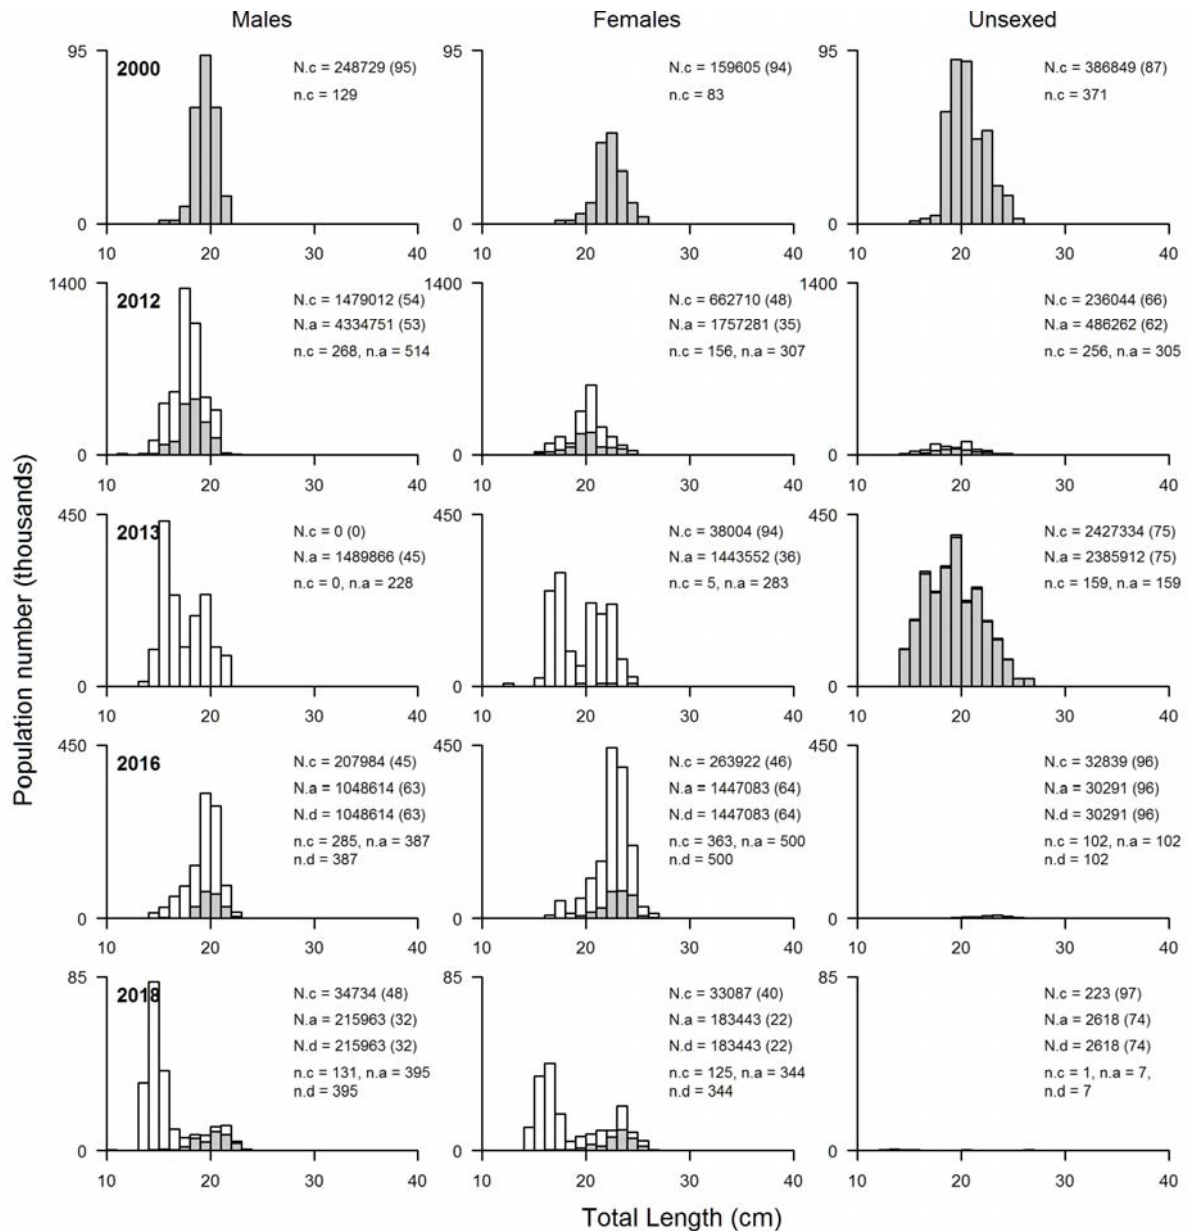 Males Females Unsexed
95 95 95
2000
N.c = 248729 (95)
n.c = 129
N.c = 159605 (94)
n.c = 83
N.c = 386849 (87)
n.c = 371
0 0 0
10 20 30 40 10 20 30 40 10 20 30 40
1400 1400 1400
2012
N.c = 1479012 (54)
N.a = 4334751 (53)
n.c = 268, n.a = 514
N.c = 662710 (48)
N.a = 1757281 (35)
n.c = 156, n.a = 307
N.c = 236044 (66)
N.a = 486262 (62)
n.c = 256, n.a = 305
0 0 0
10 20 30 40 10 20 30 40 10 20 30 40
450 450 450
2013
N.c = 0 (0)
N.a = 1489866 (45)
n.c = 0, n.a = 228
N.c = 38004 (94)
N.a = 1443552 (36)
n.c = 5, n.a = 283
N.c = 2427334 (75)
N.a = 2385912 (75)
n.c = 159, n.a = 159
0 0 0
10 20 30 40 10 20 30 40 10 20 30 40
450 450 450
2016
N.c = 207984 (45)
N.a = 1048614 (63)
N.d = 1048614 (63)
n.c = 285, n.a = 387
n.d = 387
N.c = 263922 (46)
N.a = 1447083 (64)
N.d = 1447083 (64)
n.c = 363, n.a = 500
n.d = 500
N.c = 32839 (96)
N.a = 30291 (96)
N.d = 30291 (96)
n.c = 102, n.a = 102
n.d = 102
0 0 0
10 20 30 40 10 20 30 40 10 20 30 40
85 85 85
2018
N.c = 34734 (48)
N.a = 215963 (32)
N.d = 215963 (32)
n.c = 131, n.a = 395
n.d = 395
N.c = 33087 (40)
N.a = 183443 (22)
N.d = 183443 (22)
n.c = 125, n.a = 344
n.d = 344
N.c = 223 (97)
N.a = 2618 (74)
N.d = 2618 (74)
n.c = 1, n.a = 7,
n.d = 7
0 0 0
10 20 30 40 10 20 30 40 10 20 30 40
Population number (thousands)
Total Length (cm)